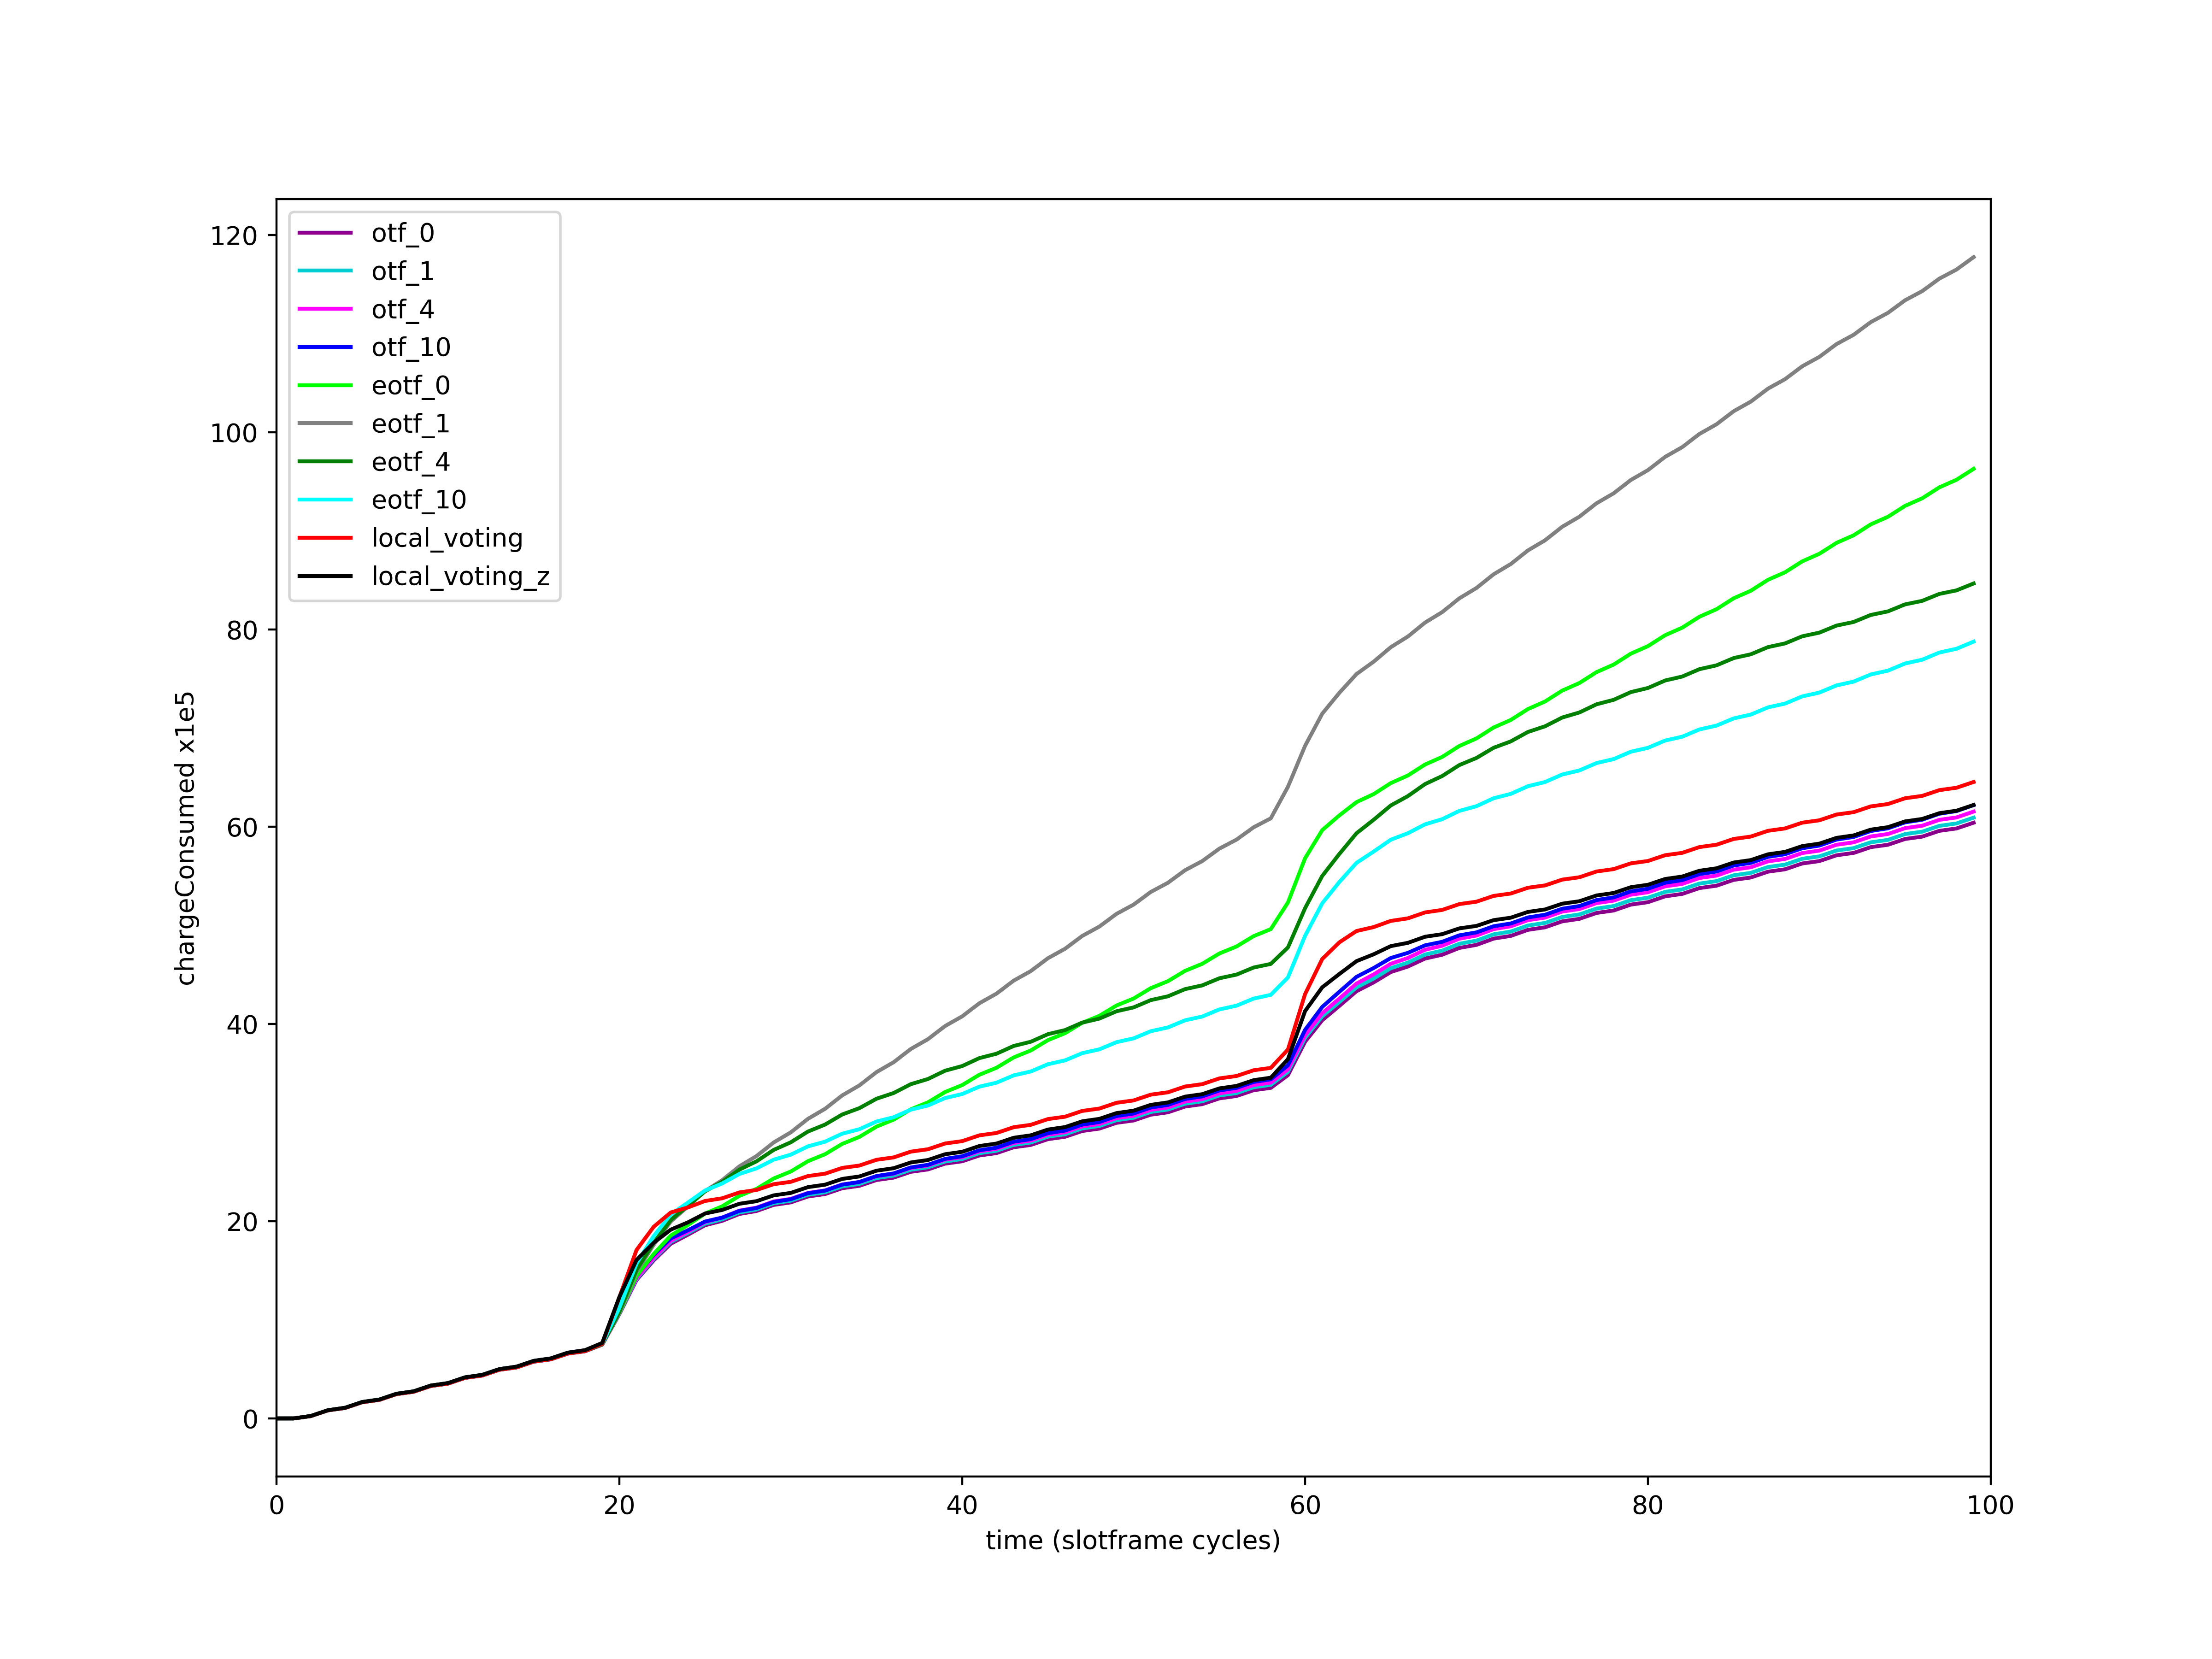 otf_0
otf_1
otf_4
otf_10
eotf_0
eotf_1
eotf_4
eotf_10
local_voting
local_voting_z
120
100
80
60
40
20
0
chargeConsumed x1e5
0 20 40 60 80 100
time (slotframe cycles)